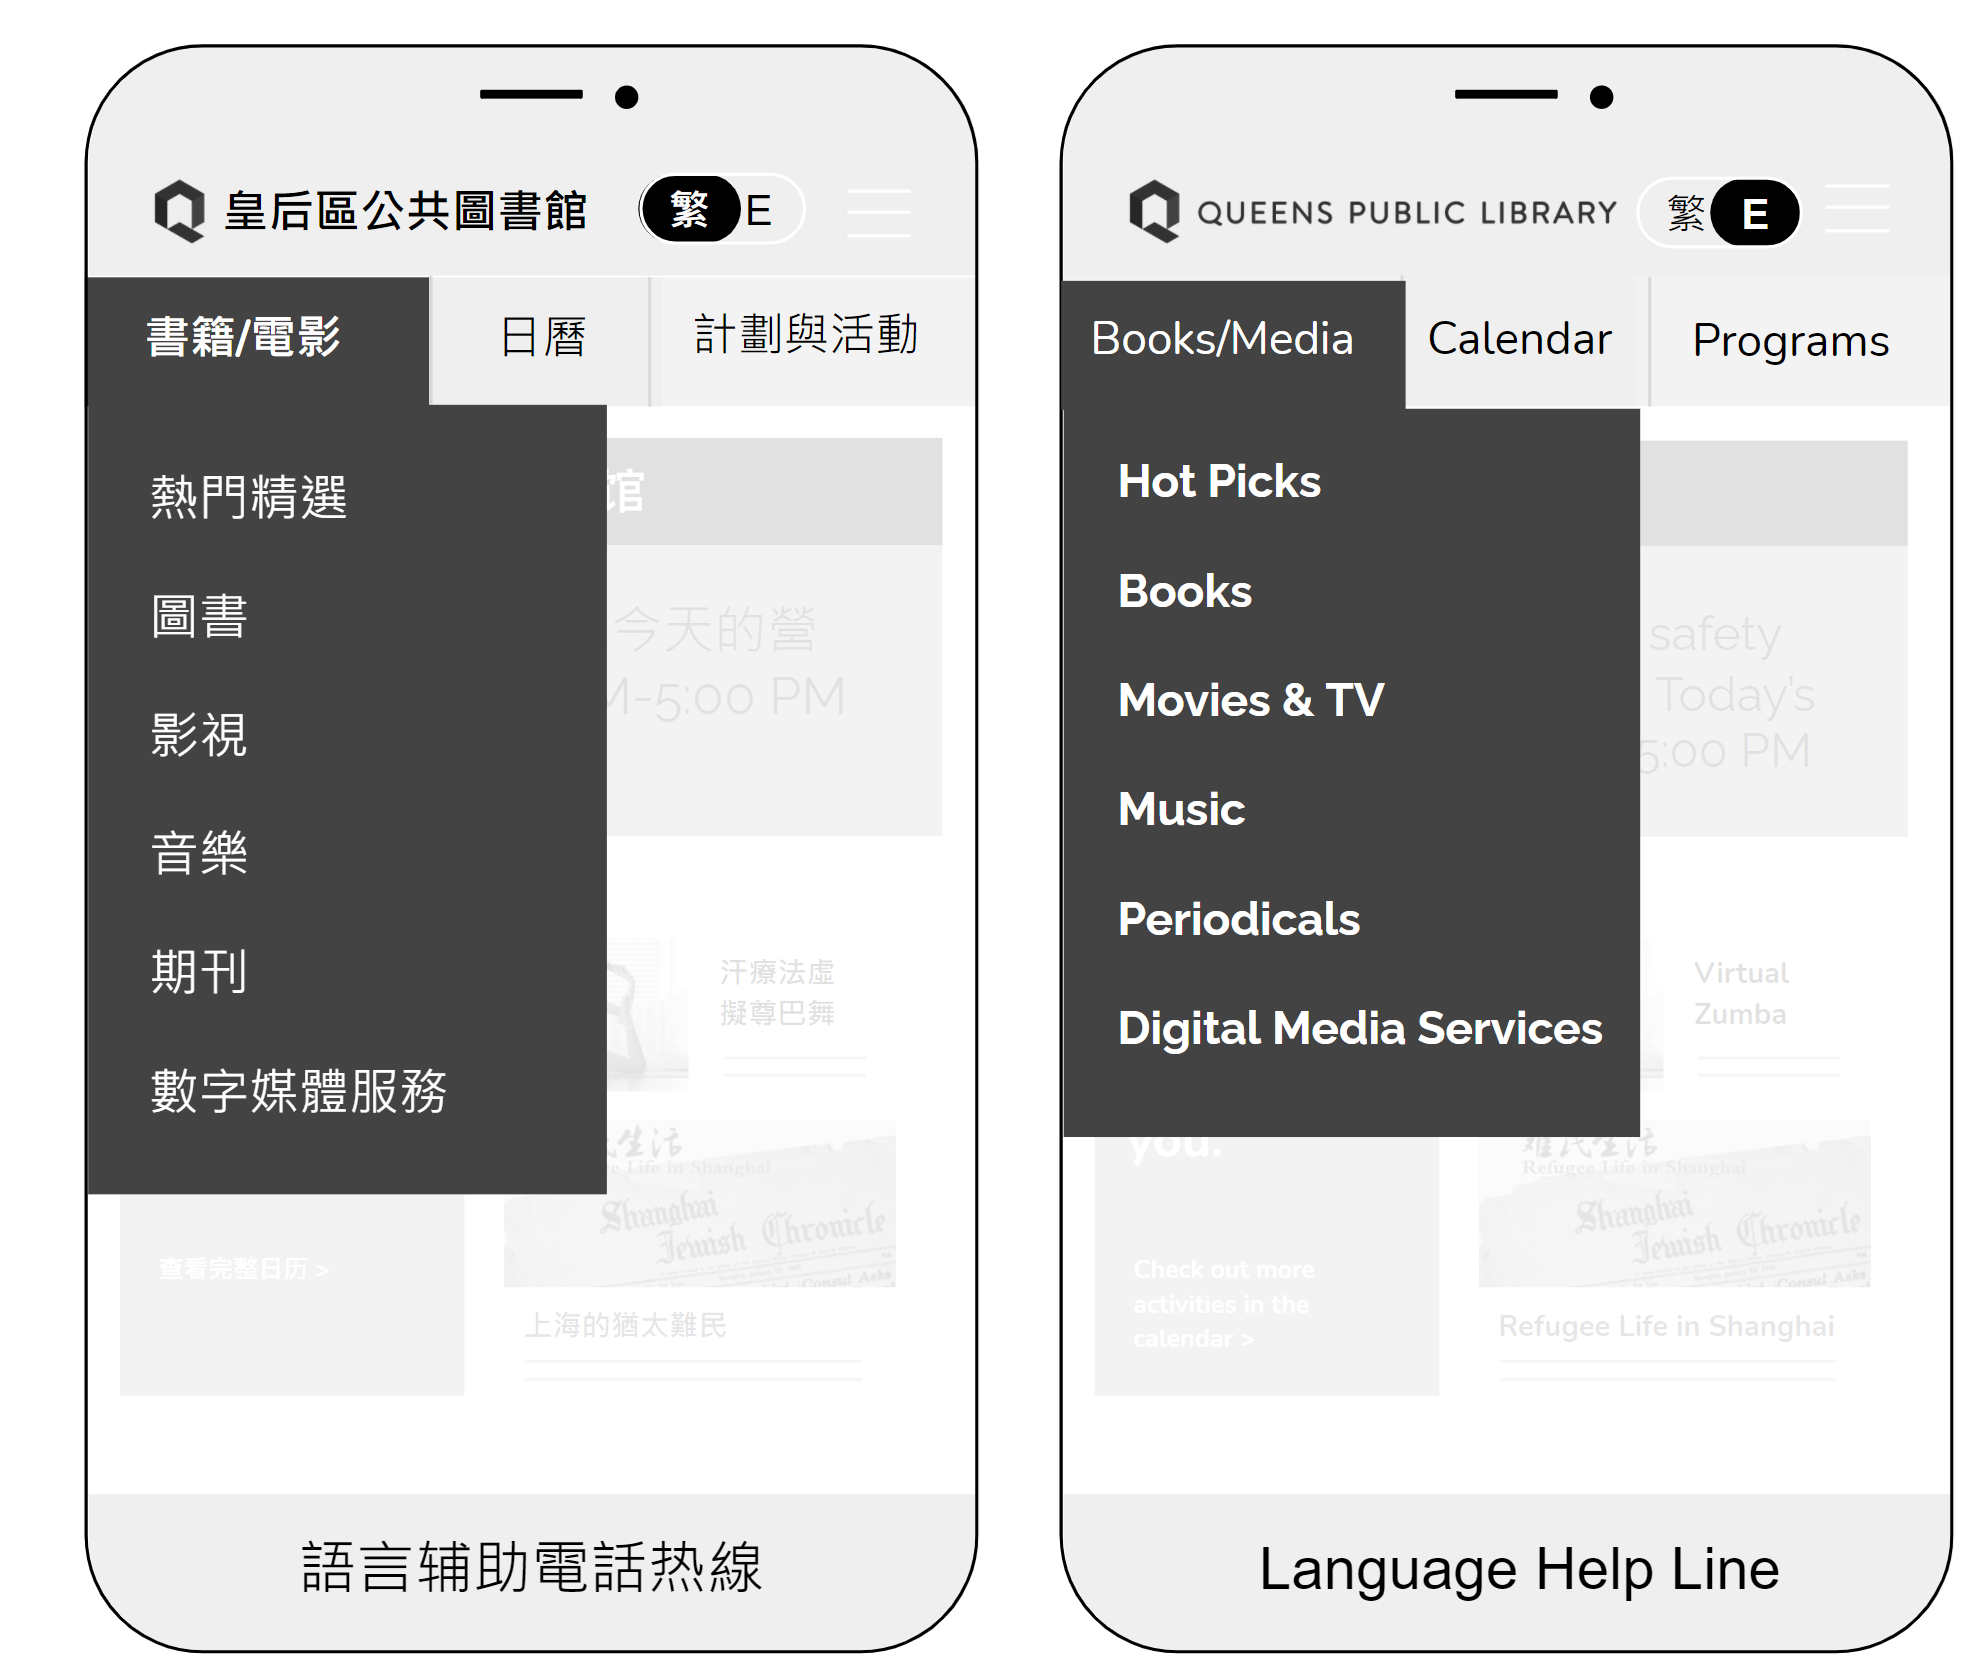 皇后區公共圖書館
繁 E
書籍/電影
日曆
計劃與活動
熱門精選
圖書
影視
音樂
期刊
數字媒體服務
馆
今天的營
M-5:00 PM
汗療法虛
擬尊巴舞
民生活
ee Life in Shanghai
Shanghai
Jewish Chronicle
查看完整日历 >
上海的猶太難民
語言辅助電話热線
QUEENS PUBLIC LIBRARY
繁 E
Books/Media
Calendar
Programs
Hot Picks
Books
Movies & TV
Music
Periodicals
Digital Media Services
safety
Today's
5:00 PM
Virtual
Zumba
you.
难民生活
Refugee Life in Shanghai
Shanghai
Jewish Chronicle
Check out more
activities in the
calendar >
Refugee Life in Shanghai
Language Help Line